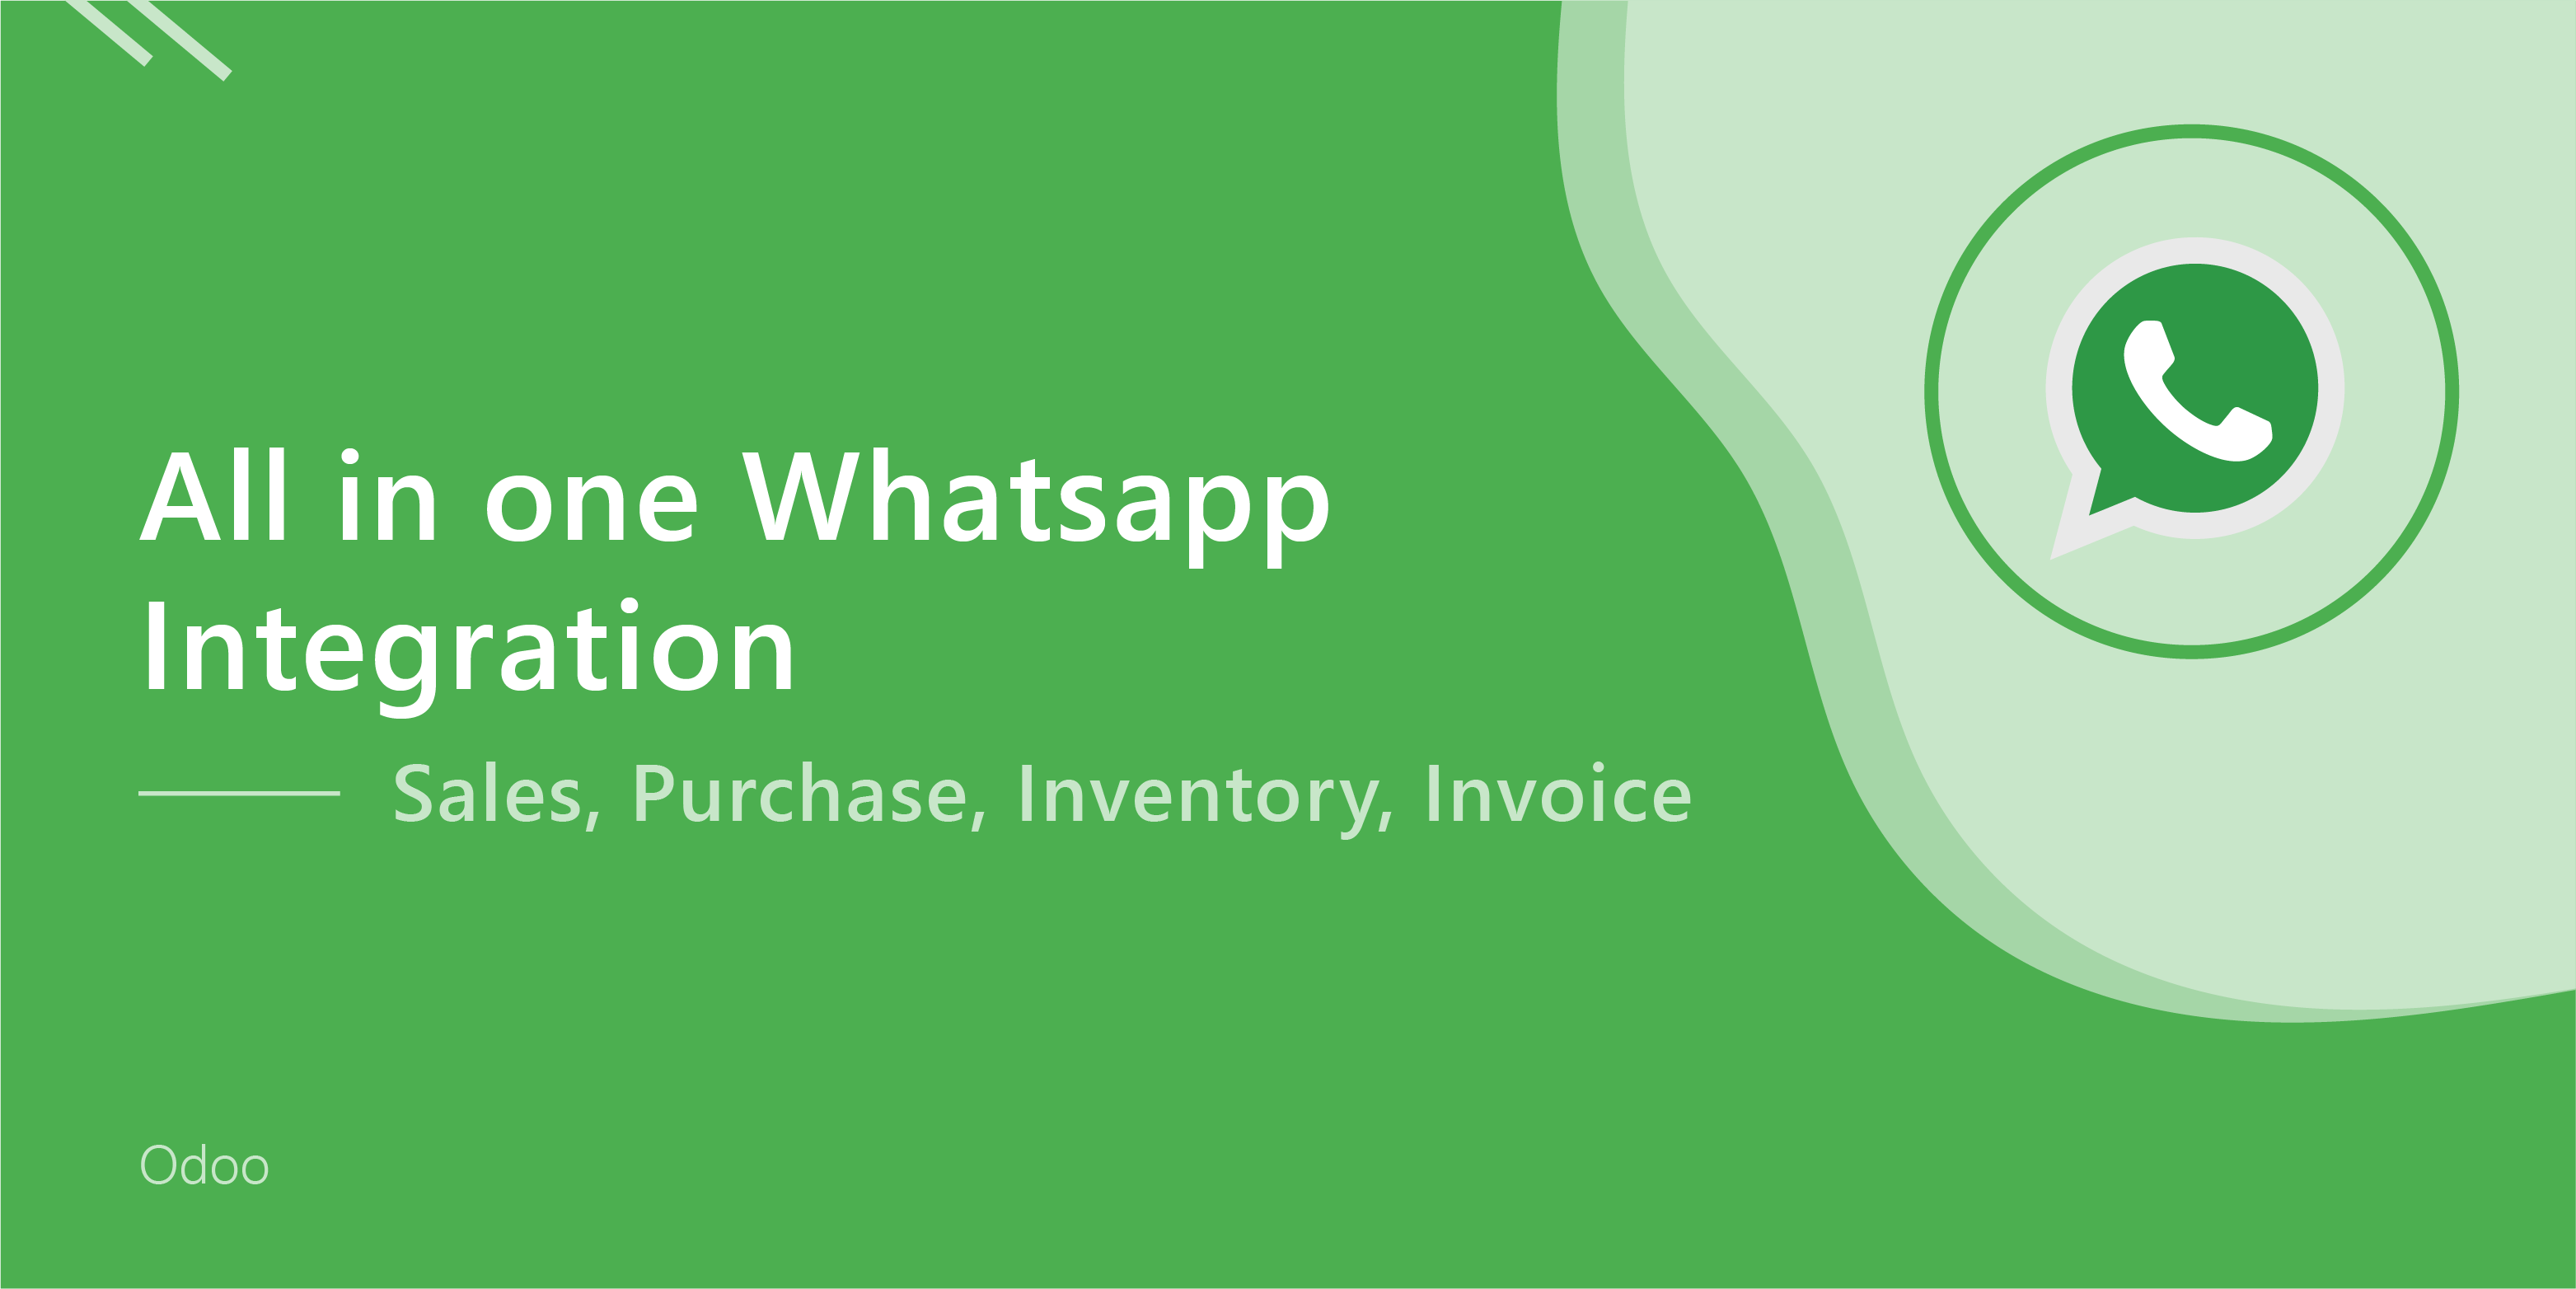 All in one Whatsapp
Integration
Sales, Purchase, Inventory, Invoice
Odoo